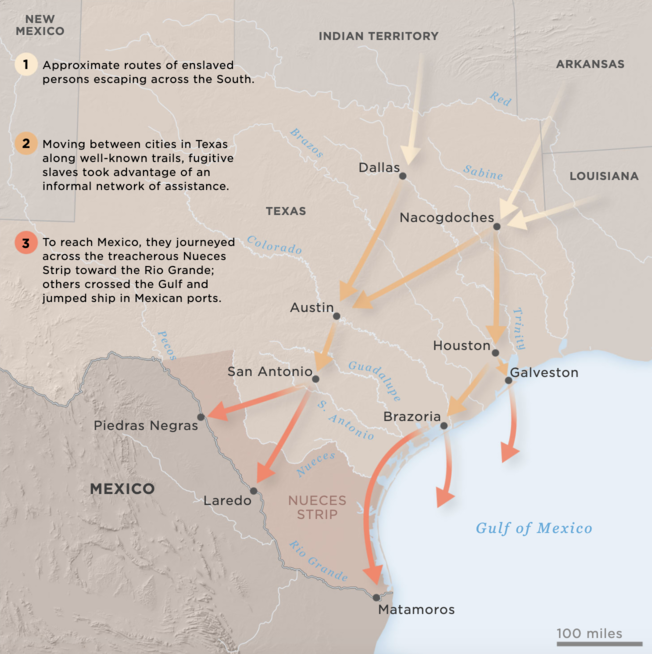 NEW
MEXICO
INDIAN TERRITORY
ARKANSAS
1 Approximate routes of enslaved
persons escaping across the South.
Red
Brazos
2 Moving between cities in Texas
along well-known trails, fugitive
slaves took advantage of an
informal network of assistance.
Dallas
Sabine
LOUISIANA
TEXAS
Nacogdoches
3 To reach Mexico, they journeyed
across the treacherous Nueces
Strip toward the Rio Grande;
others crossed the Gulf and
jumped ship in Mexican ports.
Colorado
Austin
Trinity
Pecos
Houston
San Antonio
Guadalupe
Galveston
S. Antonio
Brazoria
Piedras Negras
Nueces
MEXICO
Laredo
NUECES
STRIP
Gulf of Mexico
Rio Grande
Matamoros
100 miles